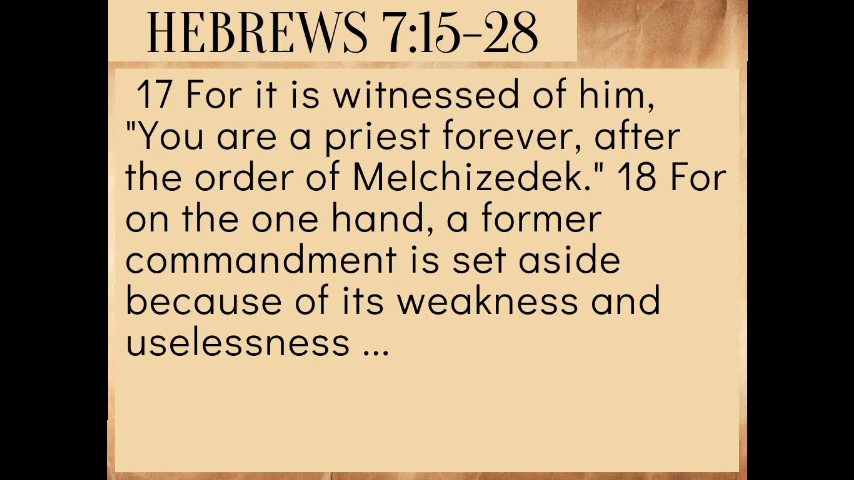 HEBREWS 7:15-28
17 For it is witnessed of him,
"You are a priest forever, after
the order of Melchizedek." 18 For
on the one hand, a former
commandment is set aside
because of its weakness and
uselessness ...